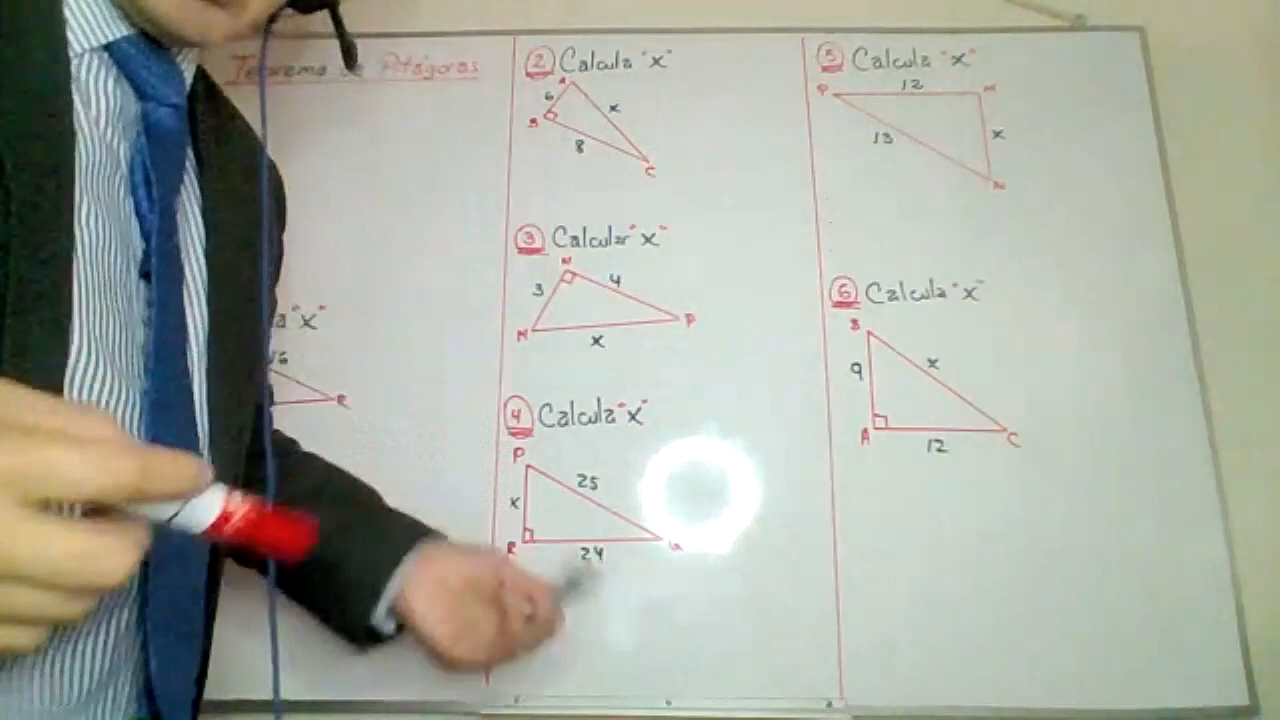 Teorema de Pitágoras
a "x"
R
2 Calcula "x"
A
6
x
B
8
C
3 Calcular "x"
N
3
4
M
P
x
4 Calcula "x"
P
25
x
R
24
5 Calcula "x"
12
P
M
13
x
N
6 Calcula "x"
B
9
x
A
C
12